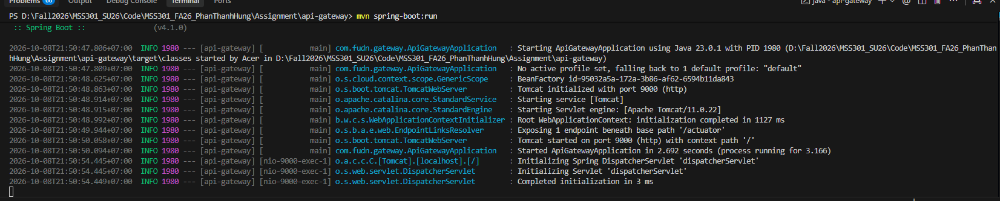 Problems 66 Output Debug Console Terminal Ports java - api-gateway
PS D:\Fall2026\MSS301_SU26\Code\MSS301_FA26_PhanThanhHung\Assignment\api-gateway> mvn spring-boot:run
:: Spring Boot :: (v4.1.0)
2026-10-08T21:50:47.806+07:00 INFO 1980 --- [api-gateway] [ main] com.fudn.gateway.ApiGatewayApplication : Starting ApiGatewayApplication using Java 23.0.1 with PID 1980 (D:\Fall2026\MSS301_SU26\Code\MSS301_FA26_PhanThan
hHung\Assignment\api-gateway\target\classes started by Acer in D:\Fall2026\MSS301_SU26\Code\MSS301_FA26_PhanThanhHung\Assignment\api-gateway)
2026-10-08T21:50:47.809+07:00 INFO 1980 --- [api-gateway] [ main] com.fudn.gateway.ApiGatewayApplication : No active profile set, falling back to 1 default profile: "default"
2026-10-08T21:50:48.625+07:00 INFO 1980 --- [api-gateway] [ main] o.s.cloud.context.scope.GenericScope : BeanFactory id=95032a5a-172a-3b86-af62-6594b11da843
2026-10-08T21:50:48.863+07:00 INFO 1980 --- [api-gateway] [ main] o.s.boot.tomcat.TomcatWebServer : Tomcat initialized with port 9000 (http)
2026-10-08T21:50:48.914+07:00 INFO 1980 --- [api-gateway] [ main] o.apache.catalina.core.StandardService : Starting service [Tomcat]
2026-10-08T21:50:48.915+07:00 INFO 1980 --- [api-gateway] [ main] o.apache.catalina.core.StandardEngine : Starting Servlet engine: [Apache Tomcat/11.0.22]
2026-10-08T21:50:48.992+07:00 INFO 1980 --- [api-gateway] [ main] b.w.c.s.WebApplicationContextInitializer : Root WebApplicationContext: initialization completed in 1127 ms
2026-10-08T21:50:49.944+07:00 INFO 1980 --- [api-gateway] [ main] o.s.b.a.e.web.EndpointLinksResolver : Exposing 1 endpoint beneath base path '/actuator'
2026-10-08T21:50:50.058+07:00 INFO 1980 --- [api-gateway] [ main] o.s.boot.tomcat.TomcatWebServer : Tomcat started on port 9000 (http) with context path '/'
2026-10-08T21:50:50.094+07:00 INFO 1980 --- [api-gateway] [ main] com.fudn.gateway.ApiGatewayApplication : Started ApiGatewayApplication in 2.692 seconds (process running for 3.166)
2026-10-08T21:50:54.445+07:00 INFO 1980 --- [api-gateway] [nio-9000-exec-1] o.a.c.c.C.[Tomcat].[localhost].[/] : Initializing Spring DispatcherServlet 'dispatcherServlet'
2026-10-08T21:50:54.445+07:00 INFO 1980 --- [api-gateway] [nio-9000-exec-1] o.s.web.servlet.DispatcherServlet : Initializing Servlet 'dispatcherServlet'
2026-10-08T21:50:54.449+07:00 INFO 1980 --- [api-gateway] [nio-9000-exec-1] o.s.web.servlet.DispatcherServlet : Completed initialization in 3 ms